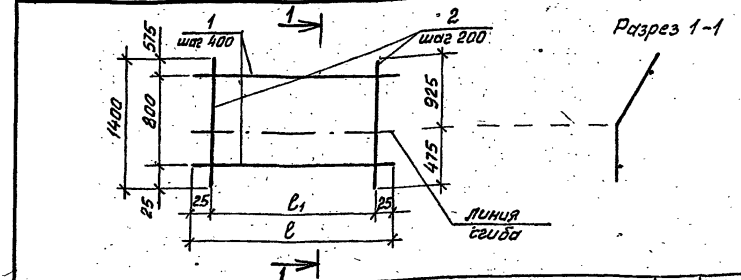 1
1
шаг 400
2
шаг 200
Разрез 1-1
575
1400
800
25
925
475
25
ℓ₁
25
ℓ
линия
сгиба
1